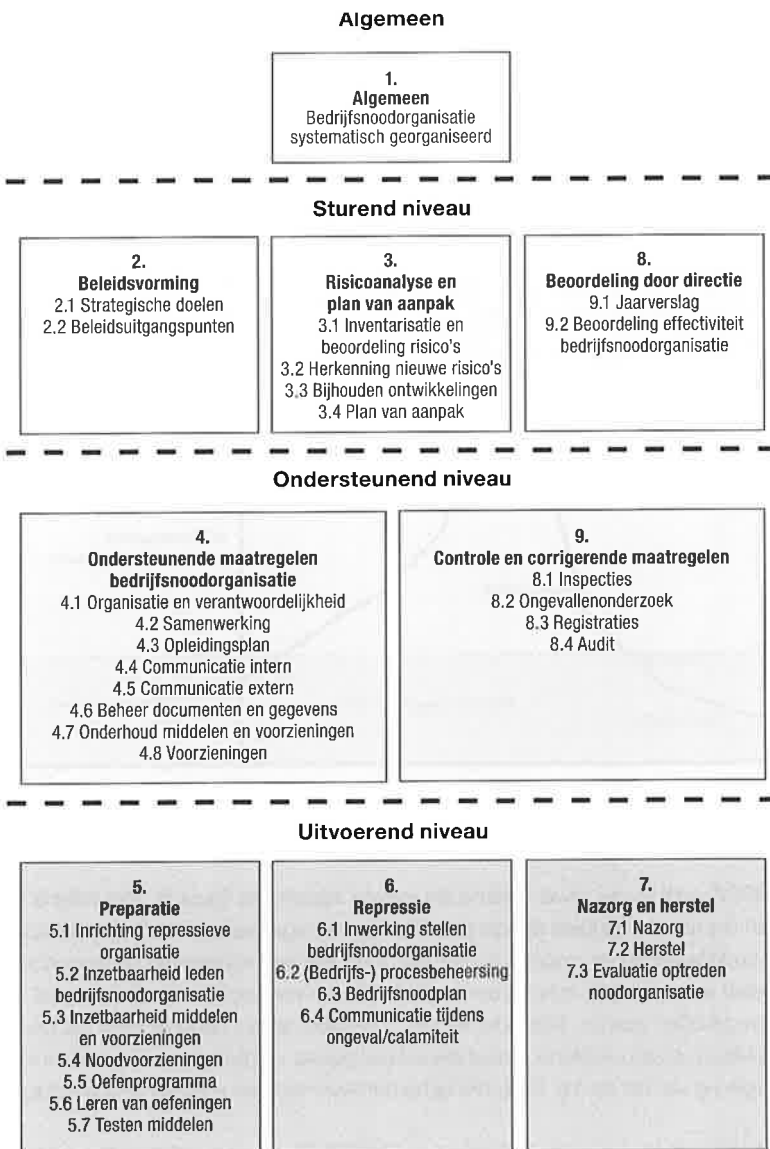 Algemeen
1.
Algemeen
Bedrijfsnoodorganisatie
systematisch georganiseerd
Sturend niveau
2.
Beleidsvorming
2.1 Strategische doelen
2.2 Beleidsuitgangspunten
3.
Risicoanalyse en
plan van aanpak
3.1 Inventarisatie en
beoordeling risico's
3.2 Herkenning nieuwe risico's
3.3 Bijhouden ontwikkelingen
3.4 Plan van aanpak
8.
Beoordeling door directie
9.1 Jaarverslag
9.2 Beoordeling effectiviteit
bedrijfsnoodorganisatie
Ondersteunend niveau
4.
Ondersteunende maatregelen
bedrijfsnoodorganisatie
4.1 Organisatie en verantwoordelijkheid
4.2 Samenwerking
4.3 Opleidingsplan
4.4 Communicatie intern
4.5 Communicatie extern
4.6 Beheer documenten en gegevens
4.7 Onderhoud middelen en voorzieningen
4.8 Voorzieningen
9.
Controle en corrigerende maatregelen
8.1 Inspecties
8.2 Ongevallenonderzoek
8.3 Registraties
8.4 Audit
Uitvoerend niveau
5.
Preparatie
5.1 Inrichting repressieve
organisatie
5.2 Inzetbaarheid leden
bedrijfsnoodorganisatie
5.3 Inzetbaarheid middelen
en voorzieningen
5.4 Noodvoorzieningen
5.5 Oefenprogramma
5.6 Leren van oefeningen
5.7 Testen middelen
6.
Repressie
6.1 Inwerking stellen
bedrijfsnoodorganisatie
6.2 (Bedrijfs-) procesbeheersing
6.3 Bedrijfsnoodplan
6.4 Communicatie tijdens
ongeval/calamiteit
7.
Nazorg en herstel
7.1 Nazorg
7.2 Herstel
7.3 Evaluatie optreden
noodorganisatie